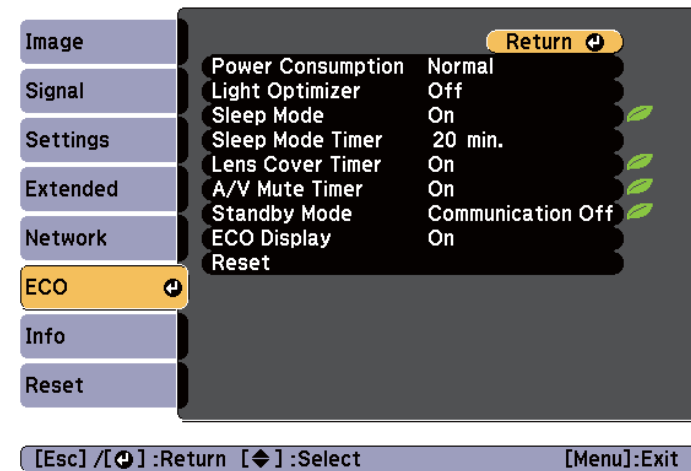 Image
Signal
Settings
Extended
Network
ECO
Info
Reset
Return
Power Consumption Normal
Light Optimizer Off
Sleep Mode On
Sleep Mode Timer 20 min.
Lens Cover Timer On
A/V Mute Timer On
Standby Mode Communication Off
ECO Display On
Reset
[Esc] /[⏎] :Return [◆] :Select [Menu]:Exit